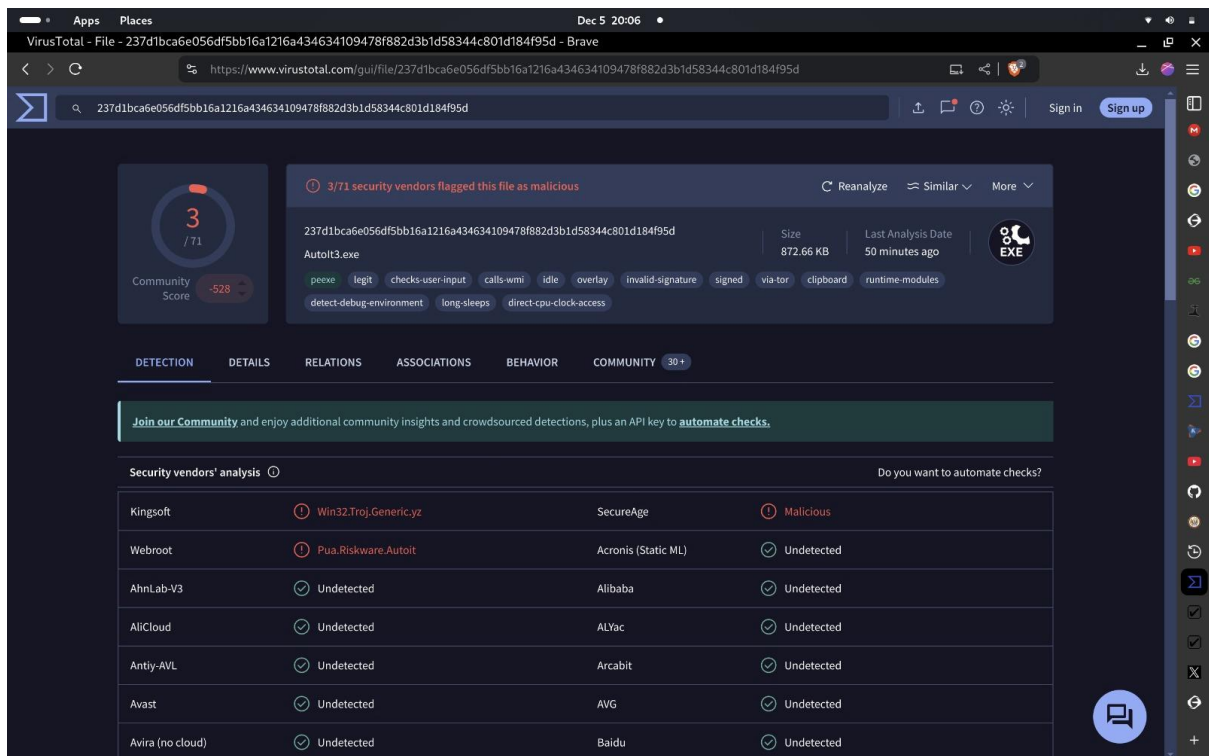 Apps Places Dec 5 20:06
VirusTotal - File - 237d1bca6e056df5bb16a1216a434634109478f882d3b1d58344c801d184f95d - Brave
https://www.virustotal.com/gui/file/237d1bca6e056df5bb16a1216a434634109478f882d3b1d58344c801d184f95d
237d1bca6e056df5bb16a1216a434634109478f882d3b1d58344c801d184f95d Sign in Sign up
3/71 security vendors flagged this file as malicious Reanalyze Similar More
3
/ 71
Community Score -528
237d1bca6e056df5bb16a1216a434634109478f882d3b1d58344c801d184f95d
AutoIt3.exe
Size
872.66 KB
Last Analysis Date
50 minutes ago
EXE
peexe legit checks-user-input calls-wmi idle overlay invalid-signature signed via-tor clipboard runtime-modules
detect-debug-environment long-sleeps direct-cpu-clock-access
DETECTION DETAILS RELATIONS ASSOCIATIONS BEHAVIOR COMMUNITY 30+
Join our Community and enjoy additional community insights and crowdsourced detections, plus an API key to automate checks.
Security vendors' analysis Do you want to automate checks?
Kingsoft Win32.Troj.Generic.yz SecureAge Malicious
Webroot Pua.Riskware.Autoit Acronis (Static ML) Undetected
AhnLab-V3 Undetected Alibaba Undetected
AliCloud Undetected ALYac Undetected
Antiy-AVL Undetected Arcabit Undetected
Avast Undetected AVG Undetected
Avira (no cloud) Undetected Baidu Undetected